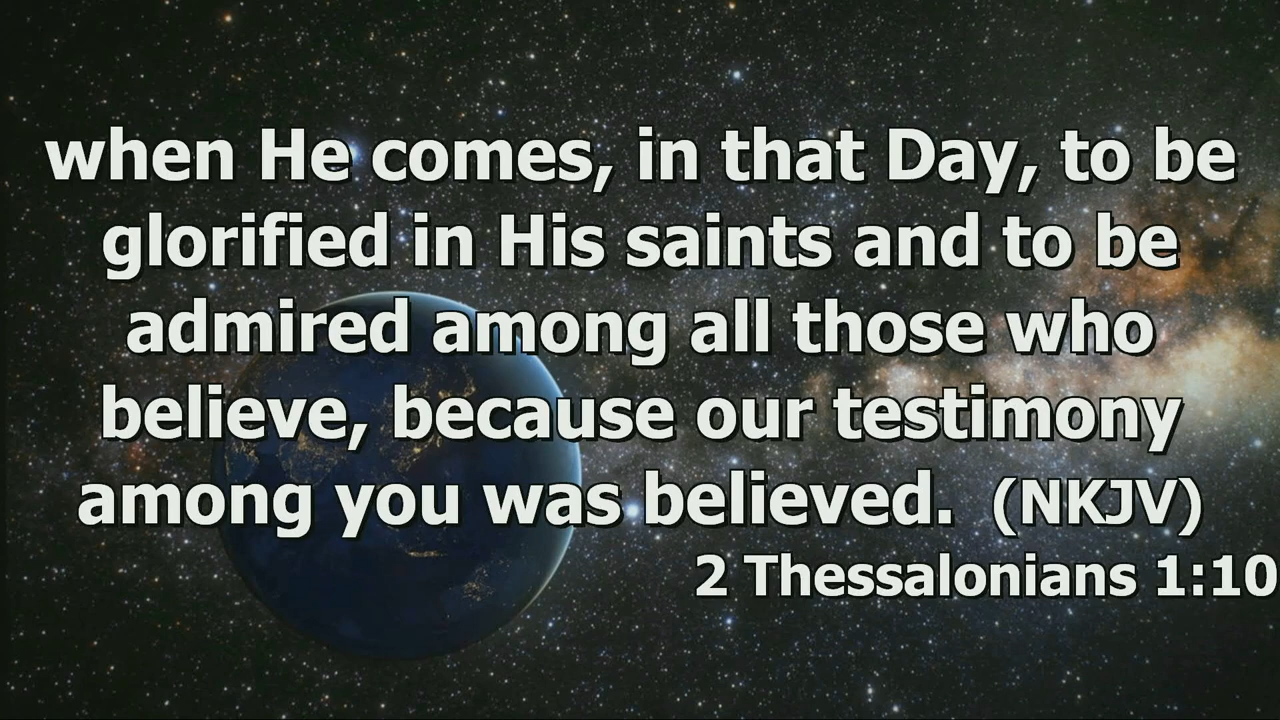 when He comes, in that Day, to be
glorified in His saints and to be
admired among all those who
believe, because our testimony
among you was believed.  (NKJV)
2 Thessalonians 1:10